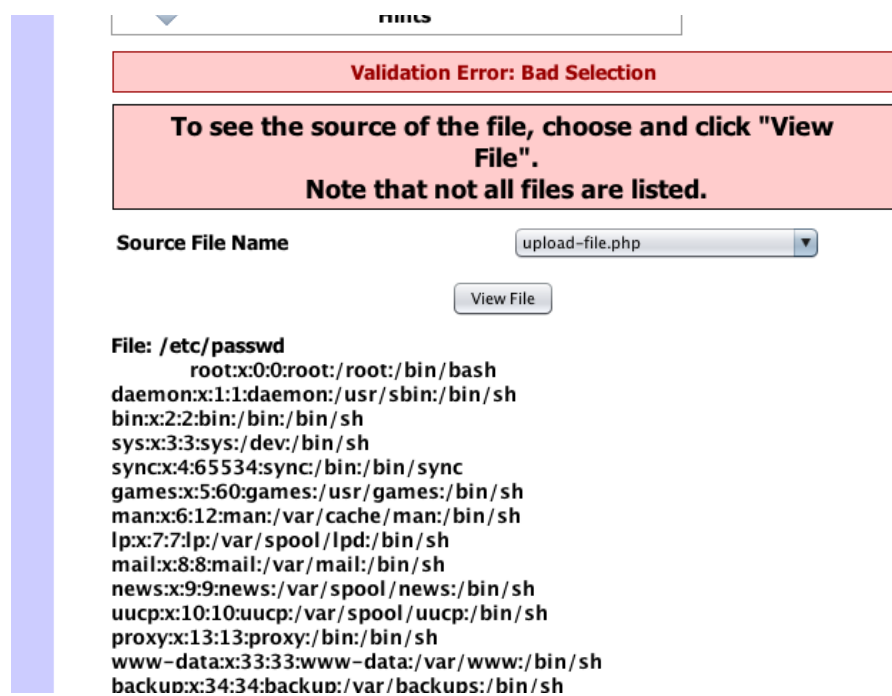 Hints
Validation Error: Bad Selection
To see the source of the file, choose and click "View
File".
Note that not all files are listed.
Source File Name
upload-file.php
View File
File: /etc/passwd
root:x:0:0:root:/root:/bin/bash
daemon:x:1:1:daemon:/usr/sbin:/bin/sh
bin:x:2:2:bin:/bin:/bin/sh
sys:x:3:3:sys:/dev:/bin/sh
sync:x:4:65534:sync:/bin:/bin/sync
games:x:5:60:games:/usr/games:/bin/sh
man:x:6:12:man:/var/cache/man:/bin/sh
lp:x:7:7:lp:/var/spool/lpd:/bin/sh
mail:x:8:8:mail:/var/mail:/bin/sh
news:x:9:9:news:/var/spool/news:/bin/sh
uucp:x:10:10:uucp:/var/spool/uucp:/bin/sh
proxy:x:13:13:proxy:/bin:/bin/sh
www-data:x:33:33:www-data:/var/www:/bin/sh
backup:x:34:34:backup:/var/backups:/bin/sh